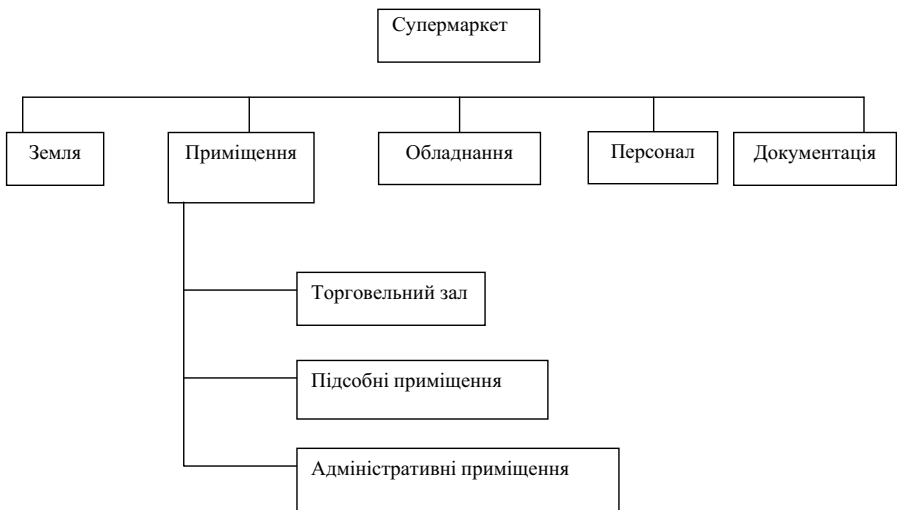 Супермаркет
Земля
Приміщення
Обладнання
Персонал
Документація
Торговельний зал
Підсобні приміщення
Адміністративні приміщення